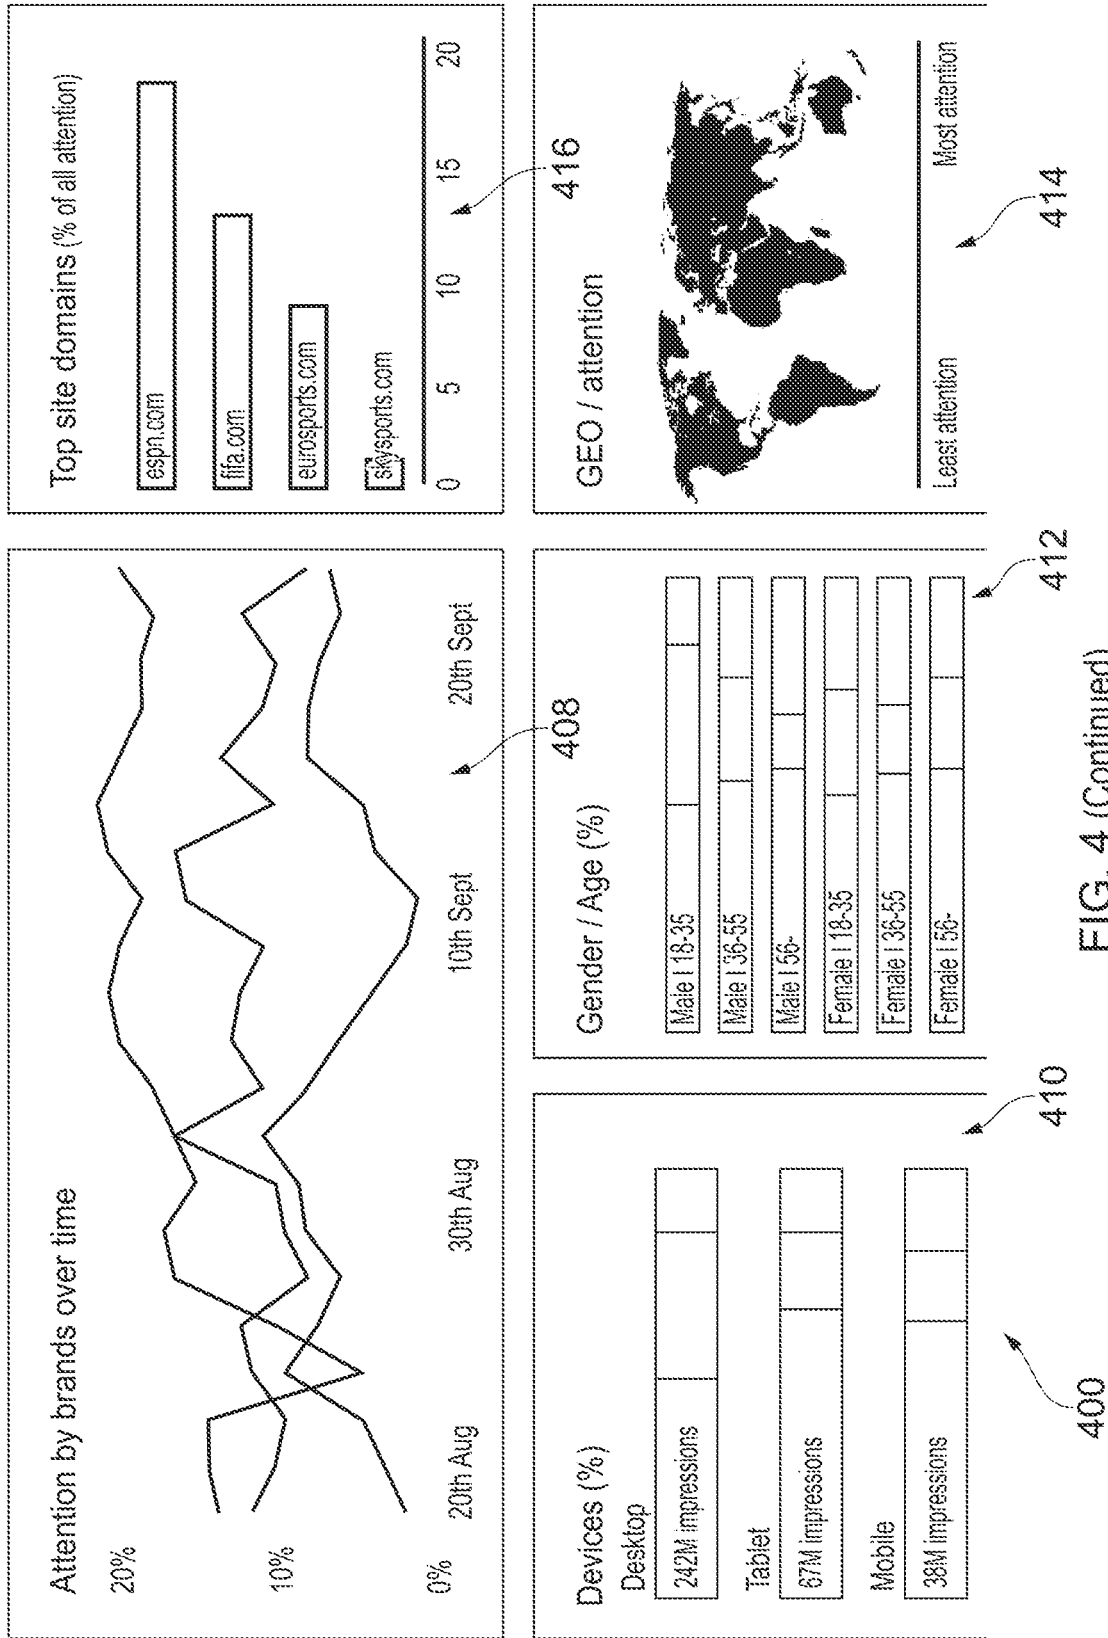 Attention by brands over time
20%
10%
0%
20th Aug
30th Aug
10th Sept
20th Sept
408
Top site domains (% of all attention)
espn.com
fifa.com
eurosports.com
skysports.com
0
5
10
15
20
416
Devices (%)
Desktop
242M impressions
Tablet
67M impressions
Mobile
38M impressions
410
400
Gender / Age (%)
Male I 18-35
Male I 36-55
Male I 56-
Female I 18-35
Female I 36-55
Female I 56-
412
GEO / attention
Least attention
Most attention
414
FIG. 4 (Continued)